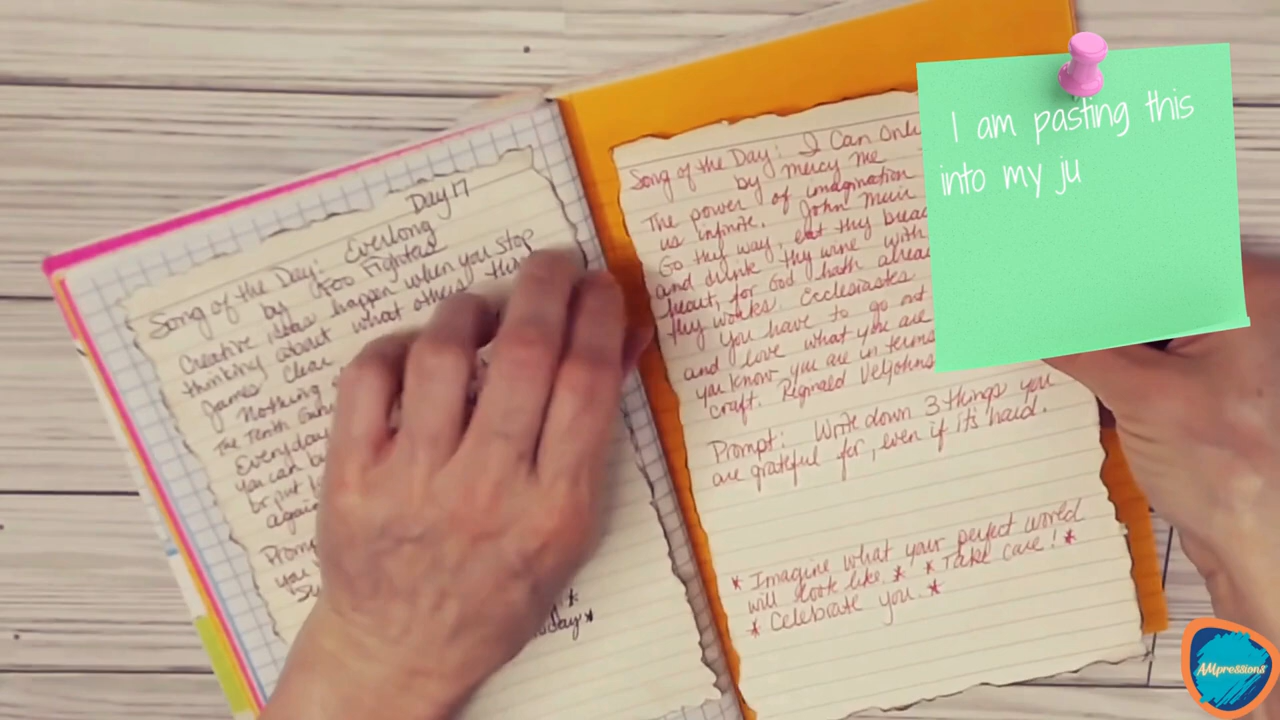 Day 17
Song of the Day: Everlong
by Foo Fighters
Creative ideas happen when you stop
thinking about what others
James Clear
Nothing
The Tenth
Everyday
you can be
or put
again
Song of the Day: I Can Only
by Mercy Me
The power of imagination
us infinite. John Muir
Go thy way, eat thy bread
and drink thy wine with
heart, for God hath
thy works. Ecclesiastes
You have to go out
and love what you are
you know you are in terms
craft. Reginald
Prompt: Write down 3 things you
are grateful for, even if it's hard.
* Imagine what your perfect world
will look like. * * Take care! *
* Celebrate you. *
I am pasting this
into my ju
AMpressions